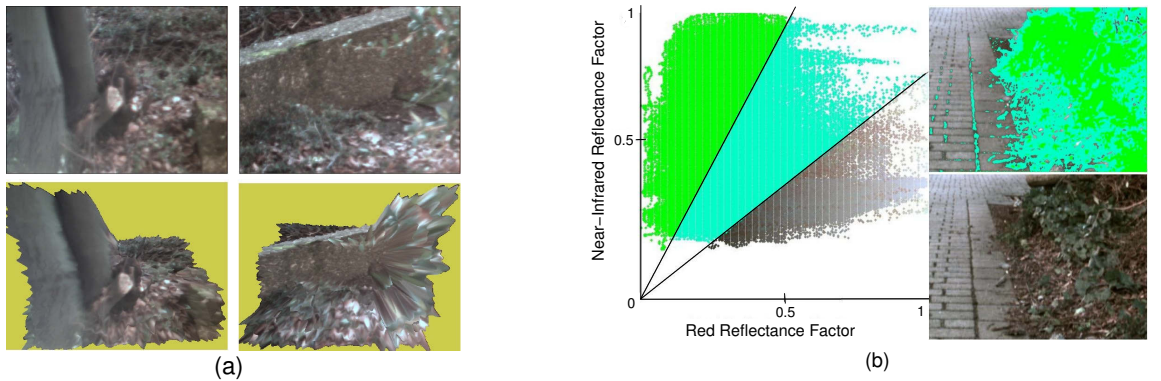 1
0.5
0
Near-Infrared Reflectance Factor
0.5
1
Red Reflectance Factor
(a)
(b)